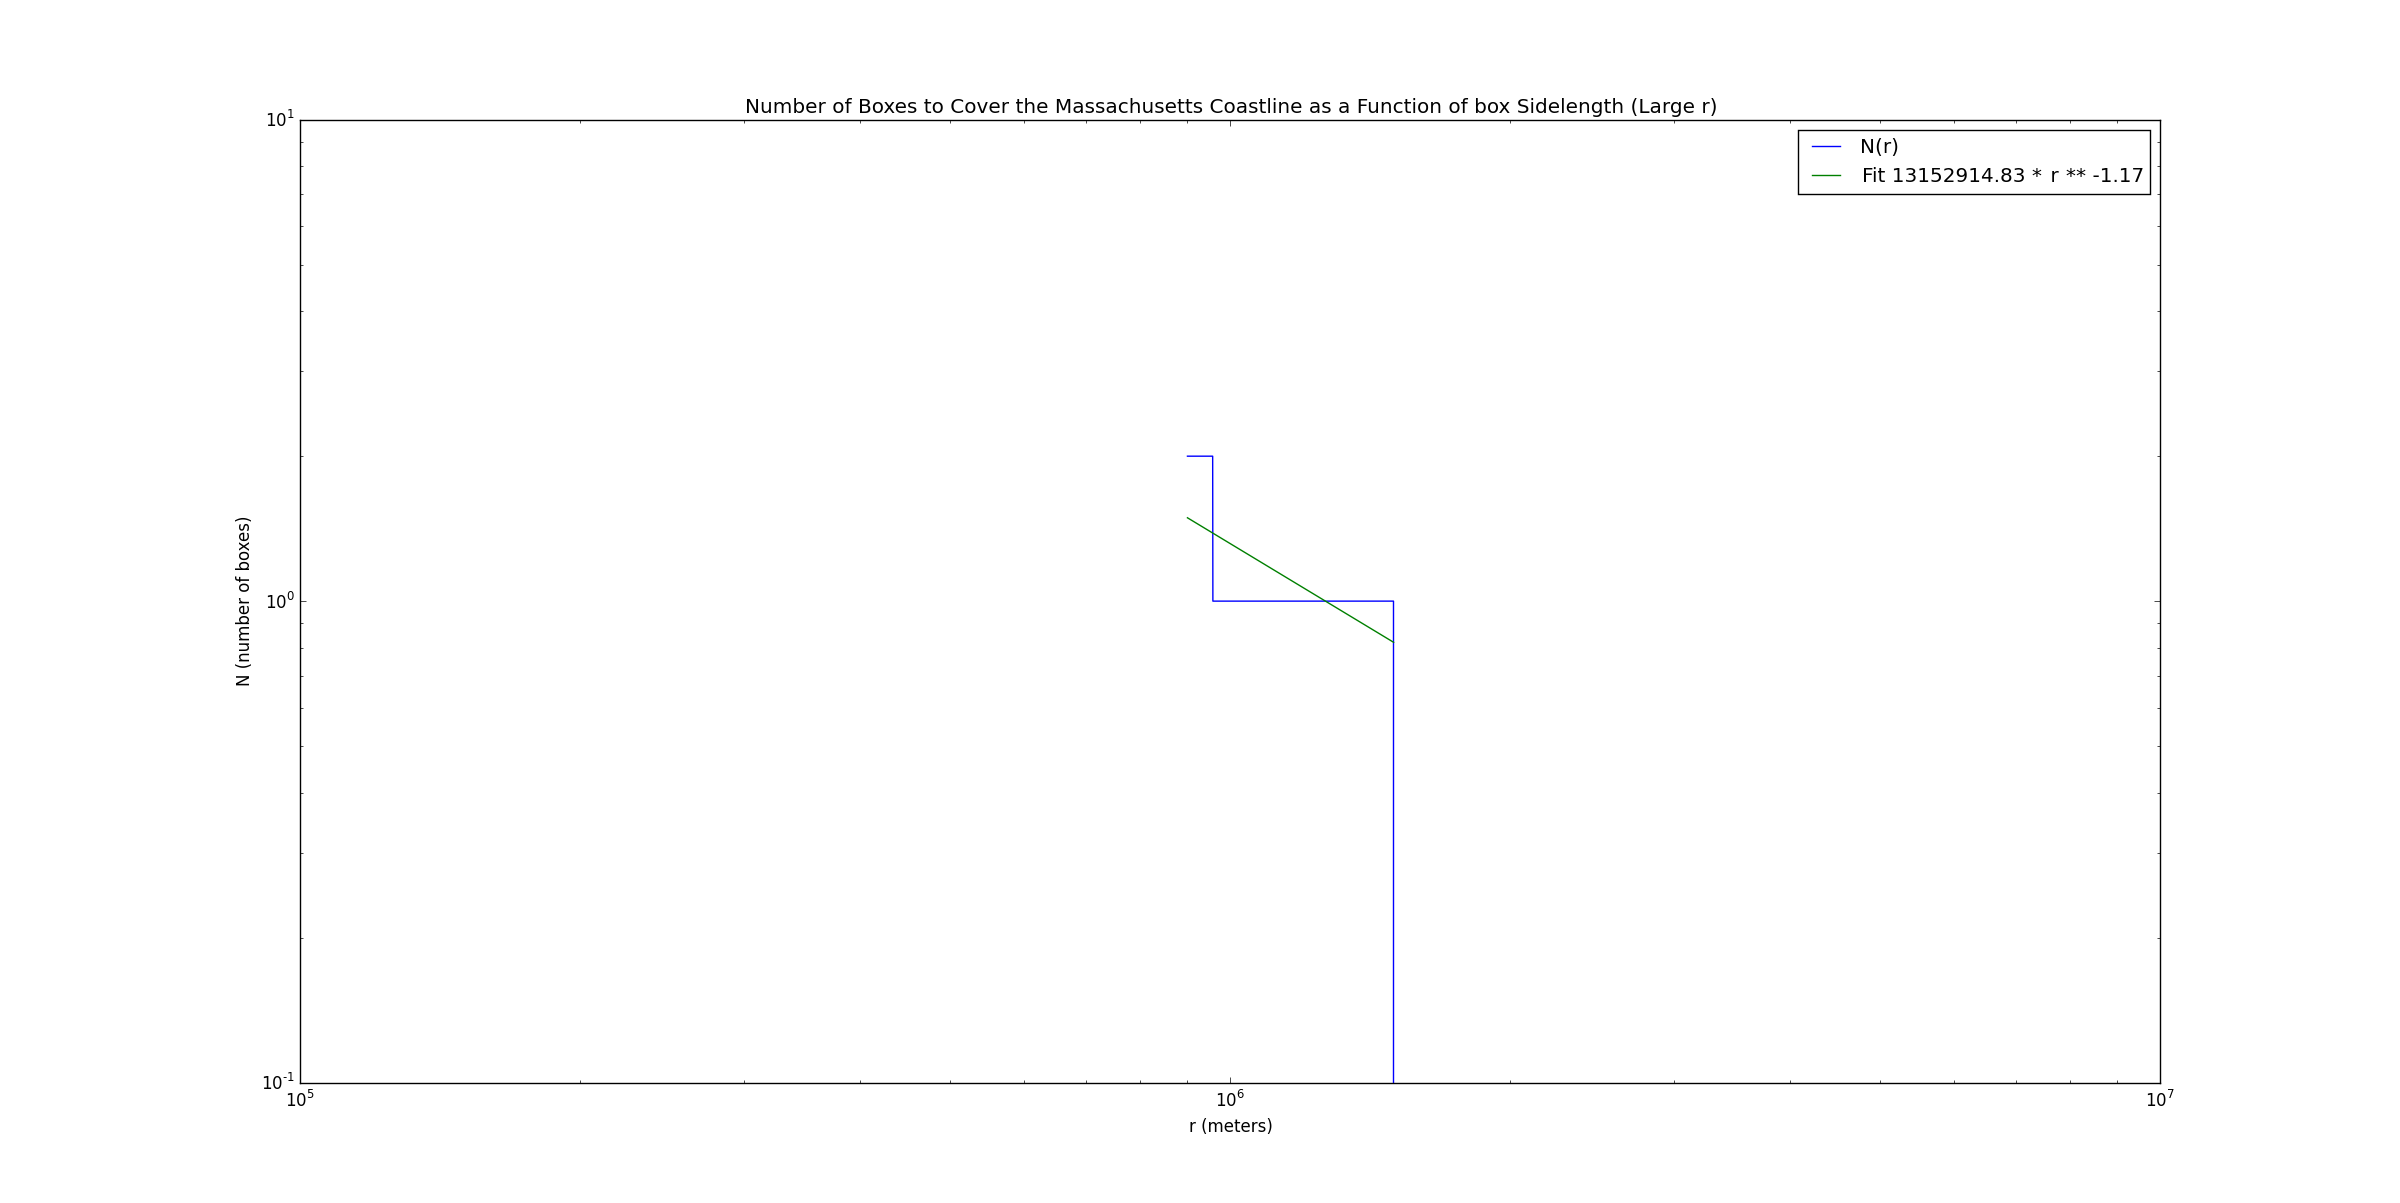 Number of Boxes to Cover the Massachusetts Coastline as a Function of box Sidelength (Large r)
10^1
N(r)
Fit 13152914.83 * r ** -1.17
N (number of boxes)
10^0
10^-1
10^5
10^6
10^7
r (meters)